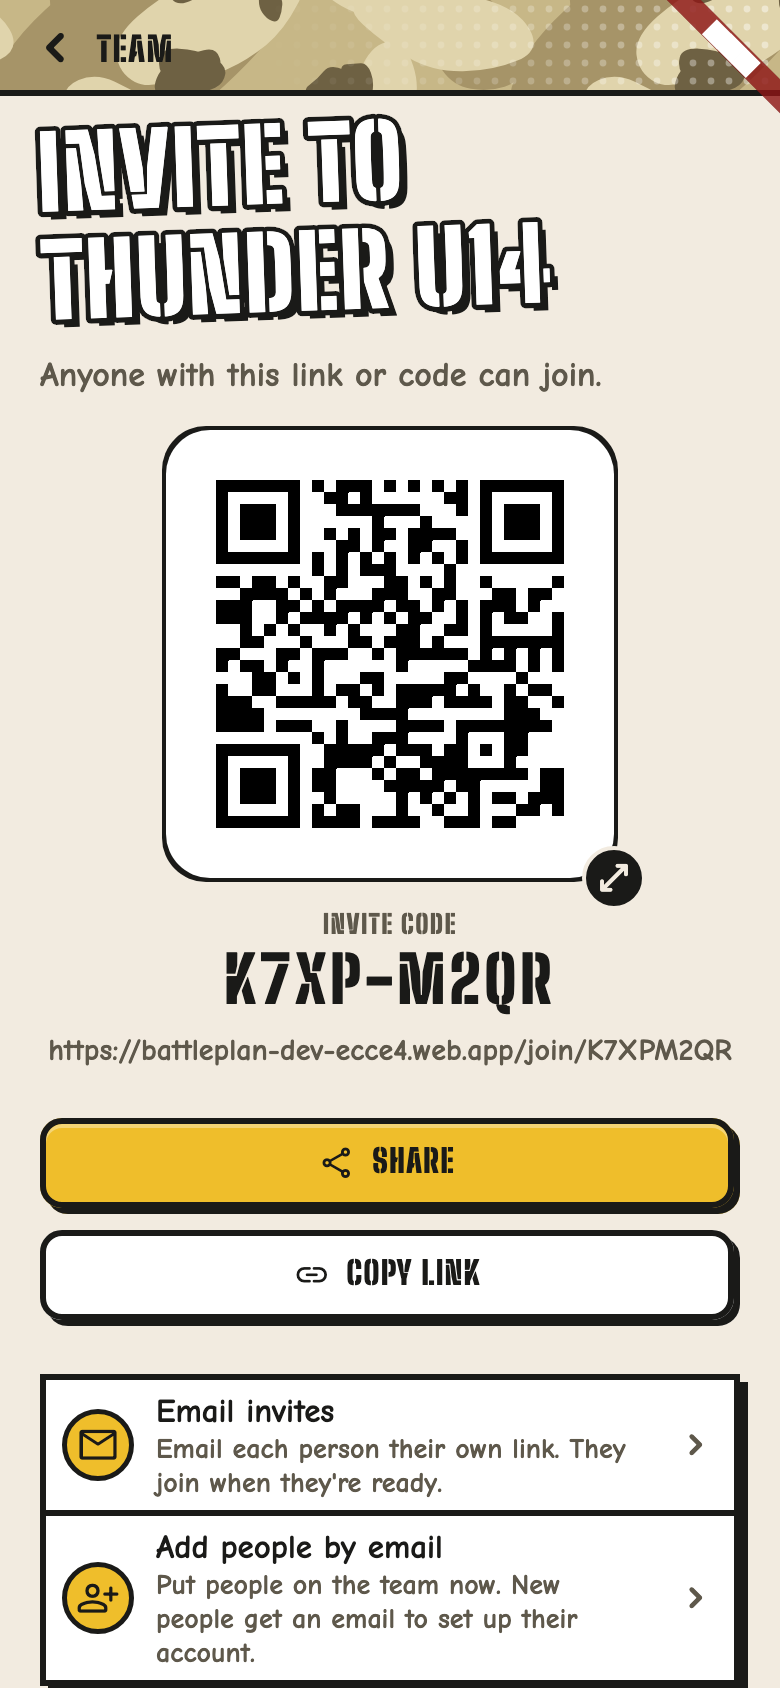 TEAM
INVITE TO
THUNDER U14
Anyone with this link or code can join.
INVITE CODE
K7XP-M2QR
https://battleplan-dev-ecce4.web.app/join/K7XPM2QR
SHARE
COPY LINK
Email invites
Email each person their own link. They
join when they're ready.
Add people by email
Put people on the team now. New
people get an email to set up their
account.